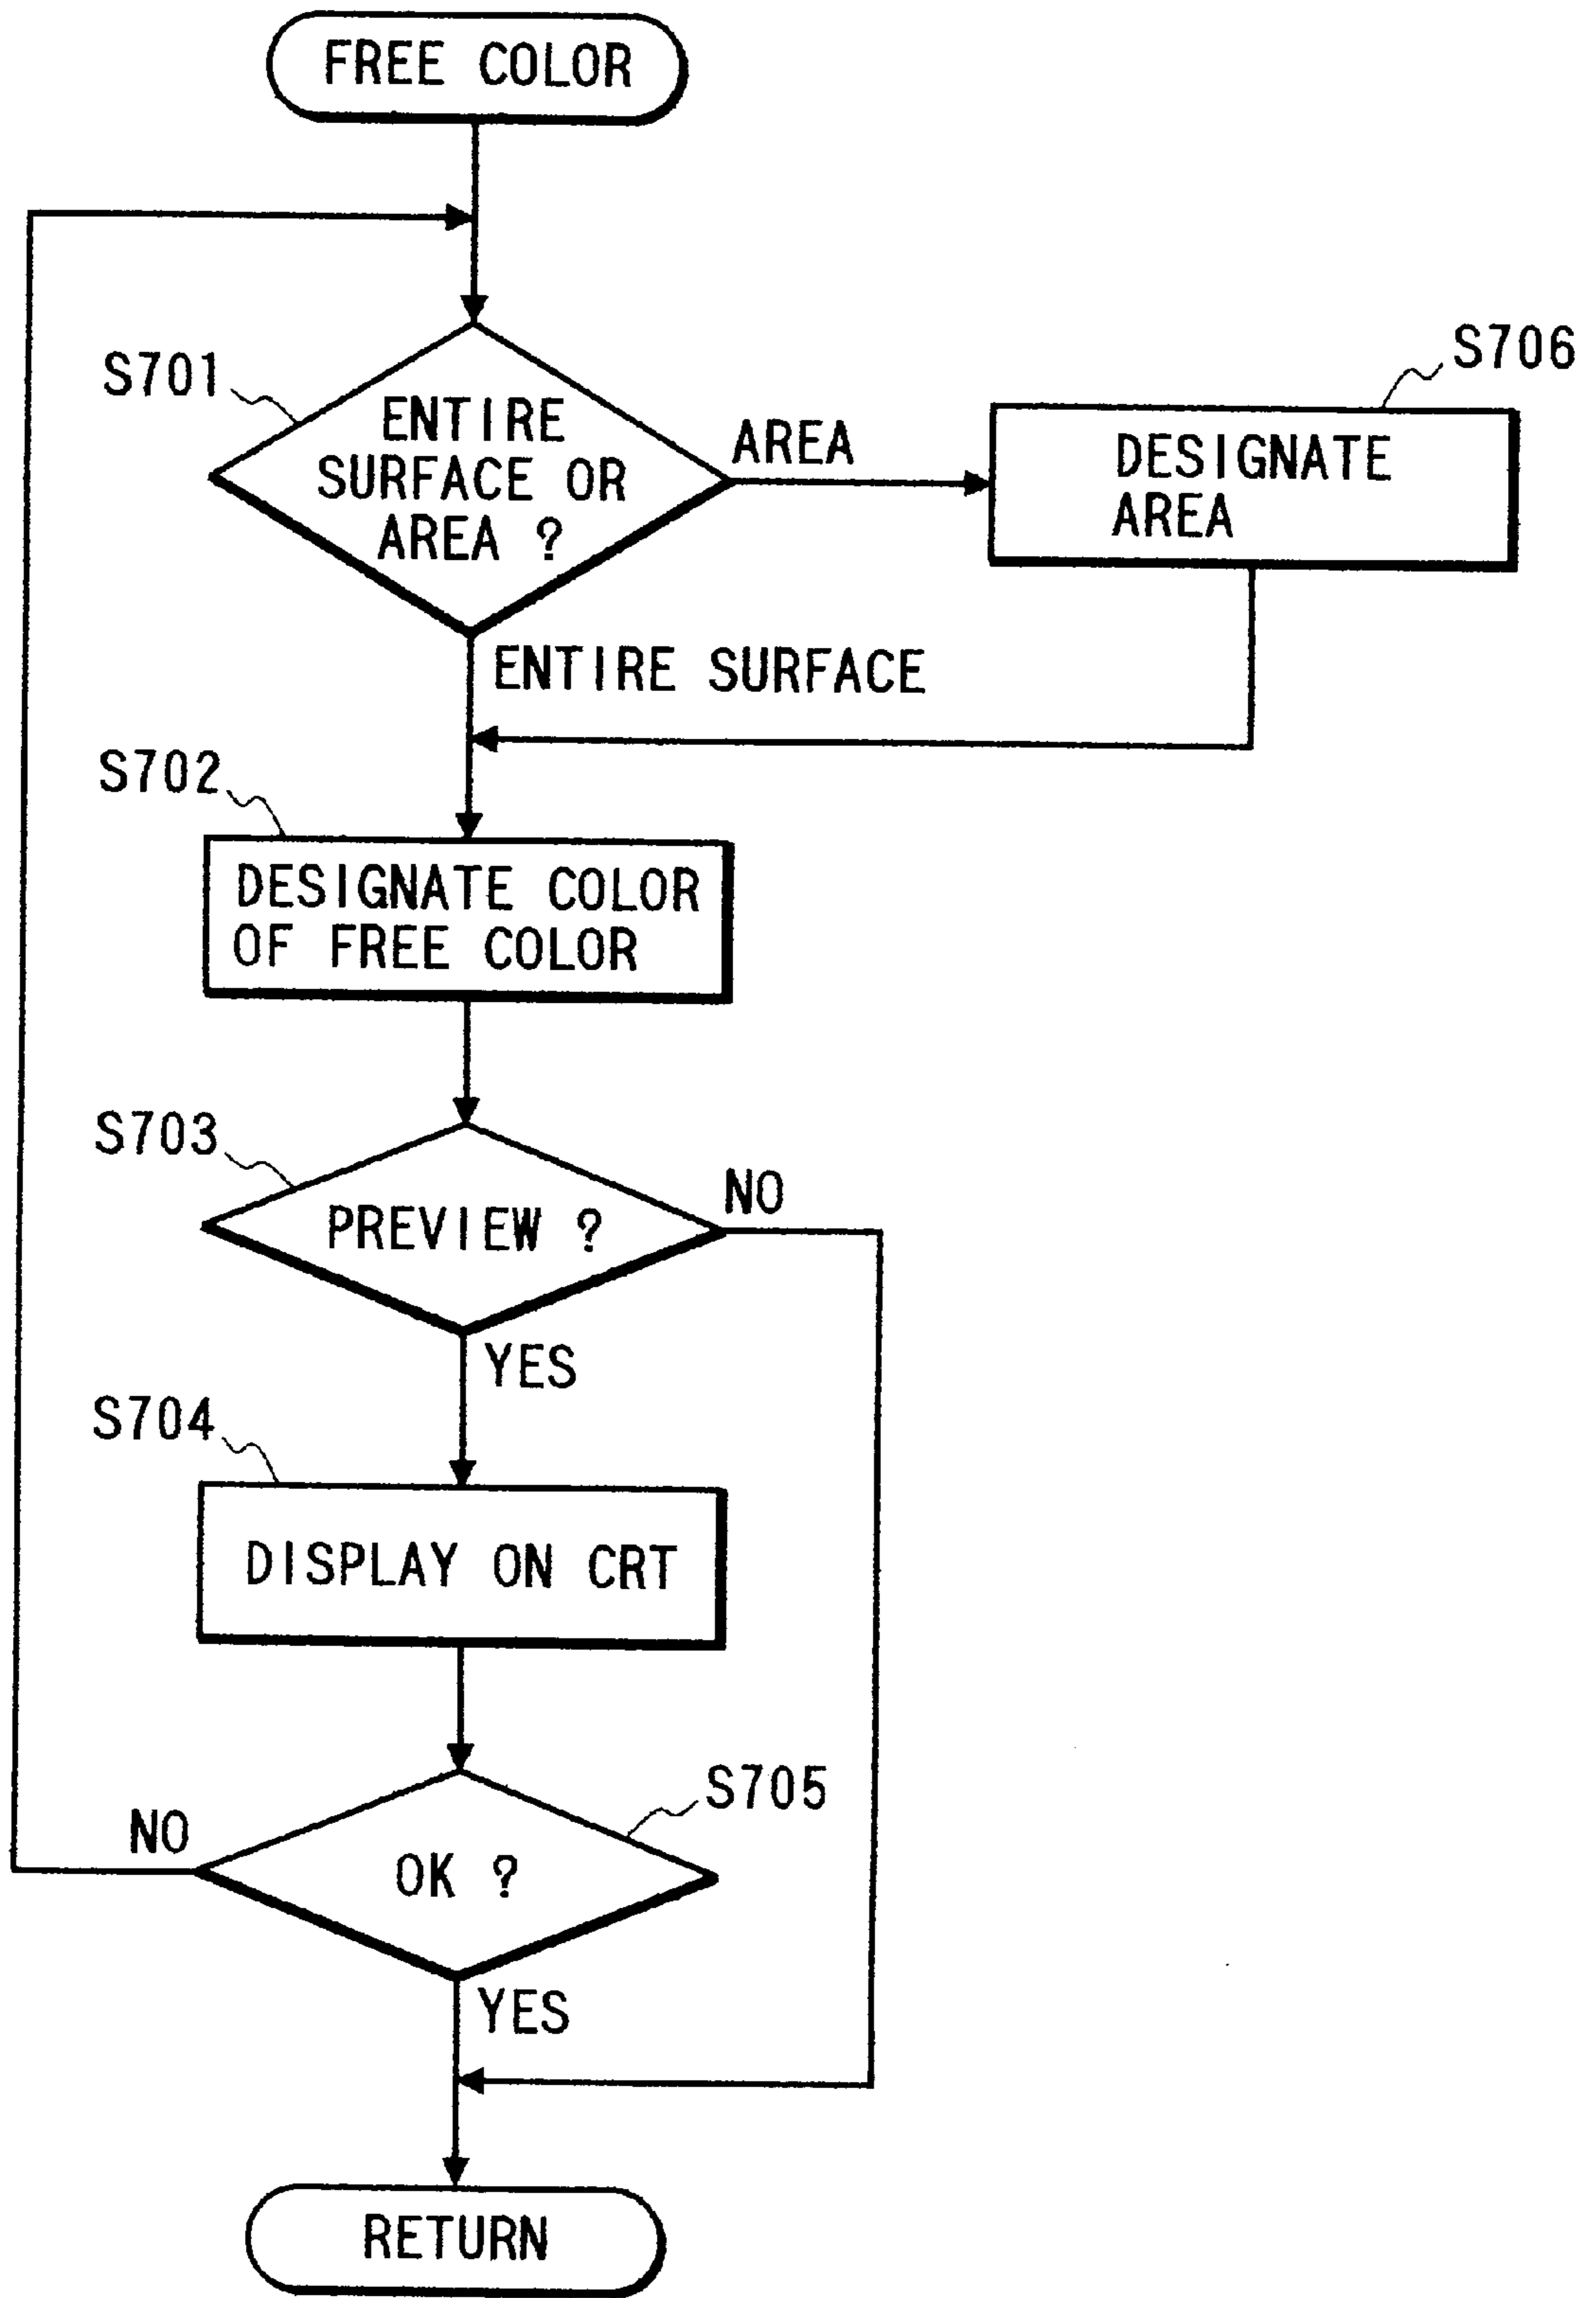 FREE COLOR
S701
ENTIRE
SURFACE OR
AREA ?
AREA
S706
DESIGNATE
AREA
ENTIRE SURFACE
S702
DESIGNATE COLOR
OF FREE COLOR
S703
PREVIEW ?
NO
YES
S704
DISPLAY ON CRT
S705
NO
OK ?
YES
RETURN